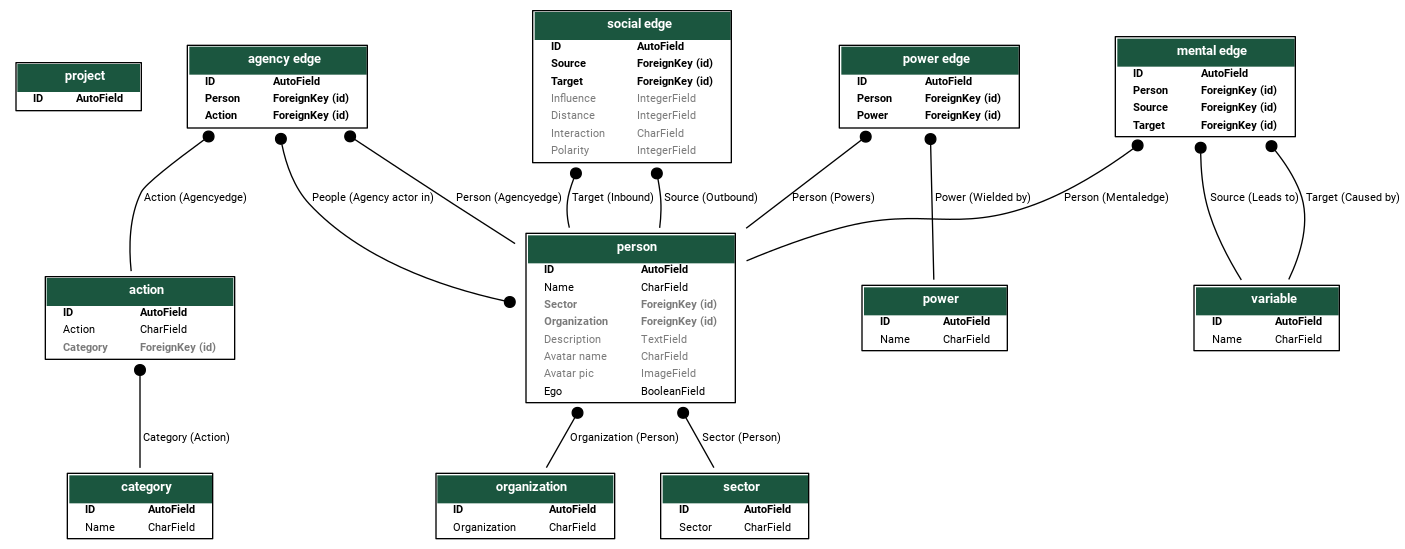 project
ID AutoField
agency edge
ID AutoField
Person ForeignKey (id)
Action ForeignKey (id)
social edge
ID AutoField
Source ForeignKey (id)
Target ForeignKey (id)
Influence IntegerField
Distance IntegerField
Interaction CharField
Polarity IntegerField
power edge
ID AutoField
Person ForeignKey (id)
Power ForeignKey (id)
mental edge
ID AutoField
Person ForeignKey (id)
Source ForeignKey (id)
Target ForeignKey (id)
Action (Agencyedge)
People (Agency actor in)
Person (Agencyedge)
Target (Inbound)
Source (Outbound)
Person (Powers)
Power (Wielded by)
Person (Mentaledge)
Source (Leads to)
Target (Caused by)
action
ID AutoField
Action CharField
Category ForeignKey (id)
person
ID AutoField
Name CharField
Sector ForeignKey (id)
Organization ForeignKey (id)
Description TextField
Avatar name CharField
Avatar pic ImageField
Ego BooleanField
power
ID AutoField
Name CharField
variable
ID AutoField
Name CharField
Category (Action)
Organization (Person)
Sector (Person)
category
ID AutoField
Name CharField
organization
ID AutoField
Organization CharField
sector
ID AutoField
Sector CharField